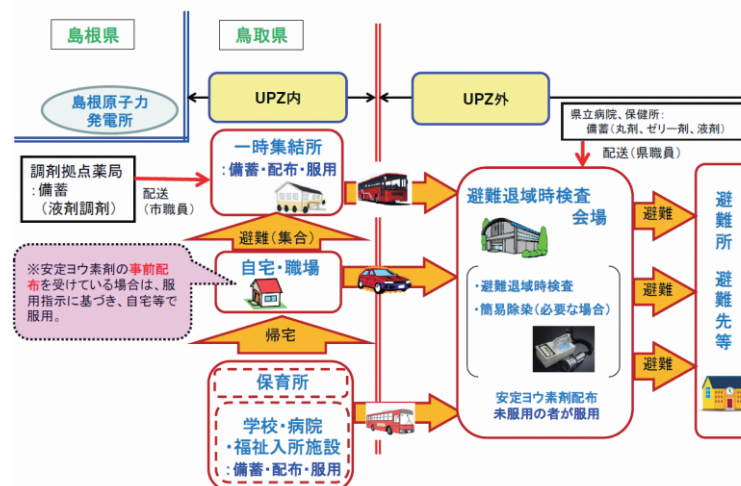 島根県
鳥取県
島根原子力
発電所
UPZ内
UPZ外
県立病院、保健所:
備蓄(丸剤、ゼリー剤、液剤)
配送(県職員)
調剤拠点薬局
:備蓄
(液剤調剤)
配送
(市職員)
一時集結所
:備蓄・配布・服用
避難(集合)
※安定ヨウ素剤の事前配
布を受けている場合は、服
用指示に基づき、自宅等で
服用。
自宅・職場
帰宅
保育所
学校・病院
・福祉入所施設
:備蓄・配布・服用
避難退域時検査
会場
・避難退域時検査
・簡易除染(必要な場合)
安定ヨウ素剤配布
未服用の者が服用
避難
避難
避難
避難所
避難先等